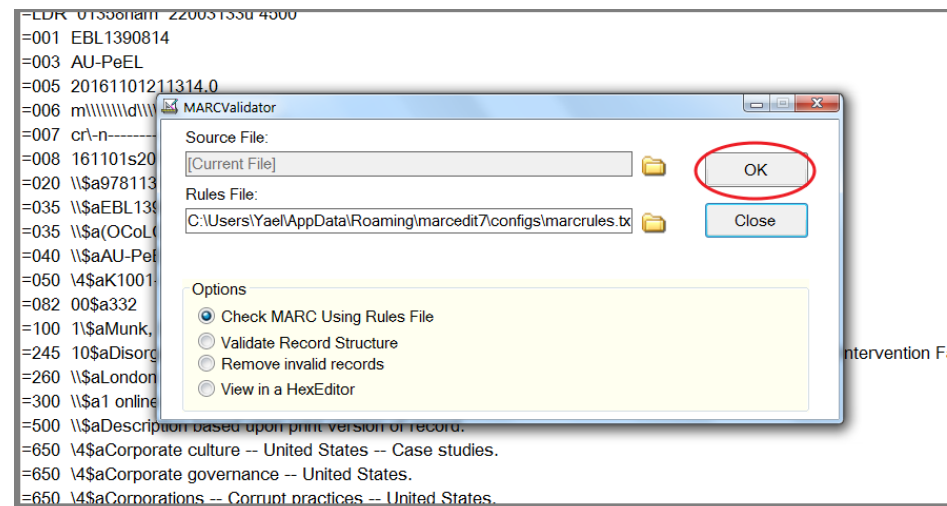 =LDR 01358nam 22003133u 4500
=001 EBL1390814
=003 AU-PeEL
=005 20161101211314.0
=006 m\\\\\\\\d\\\\
MARCValidator
=007 cr\-n--------
Source File:
=008 161101s20
[Current File]
OK
=020 \\$a978113
Rules File:
=035 \\$aEBL139
C:\Users\Yael\AppData\Roaming\marcedit7\configs\marcrules.tx
Close
=035 \\$a(OCoLC
=040 \\$aAU-PeE
=050 \4$aK1001-
Options
=082 00$a332
Check MARC Using Rules File
=100 1\$aMunk,
Validate Record Structure
=245 10$aDisorg
ntervention Fa
Remove invalid records
=260 \\$aLondon
View in a HexEditor
=300 \\$a1 online
=500 \\$aDescription based upon print version of record.
=650 \4$aCorporate culture -- United States -- Case studies.
=650 \4$aCorporate governance -- United States.
=650 \4$aCorporations -- Corrupt practices -- United States.